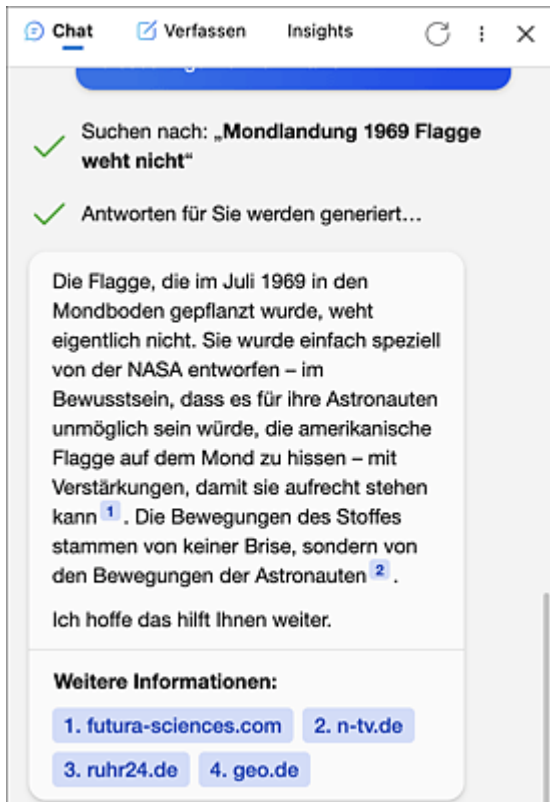 Chat Verfassen Insights
Suchen nach: „Mondlandung 1969 Flagge
weht nicht“
Antworten für Sie werden generiert...
Die Flagge, die im Juli 1969 in den
Mondboden gepflanzt wurde, weht
eigentlich nicht. Sie wurde einfach speziell
von der NASA entworfen – im
Bewusstsein, dass es für ihre Astronauten
unmöglich sein würde, die amerikanische
Flagge auf dem Mond zu hissen – mit
Verstärkungen, damit sie aufrecht stehen
kann 1 . Die Bewegungen des Stoffes
stammen von keiner Brise, sondern von
den Bewegungen der Astronauten 2 .
Ich hoffe das hilft Ihnen weiter.
Weitere Informationen:
1. futura-sciences.com 2. n-tv.de
3. ruhr24.de 4. geo.de